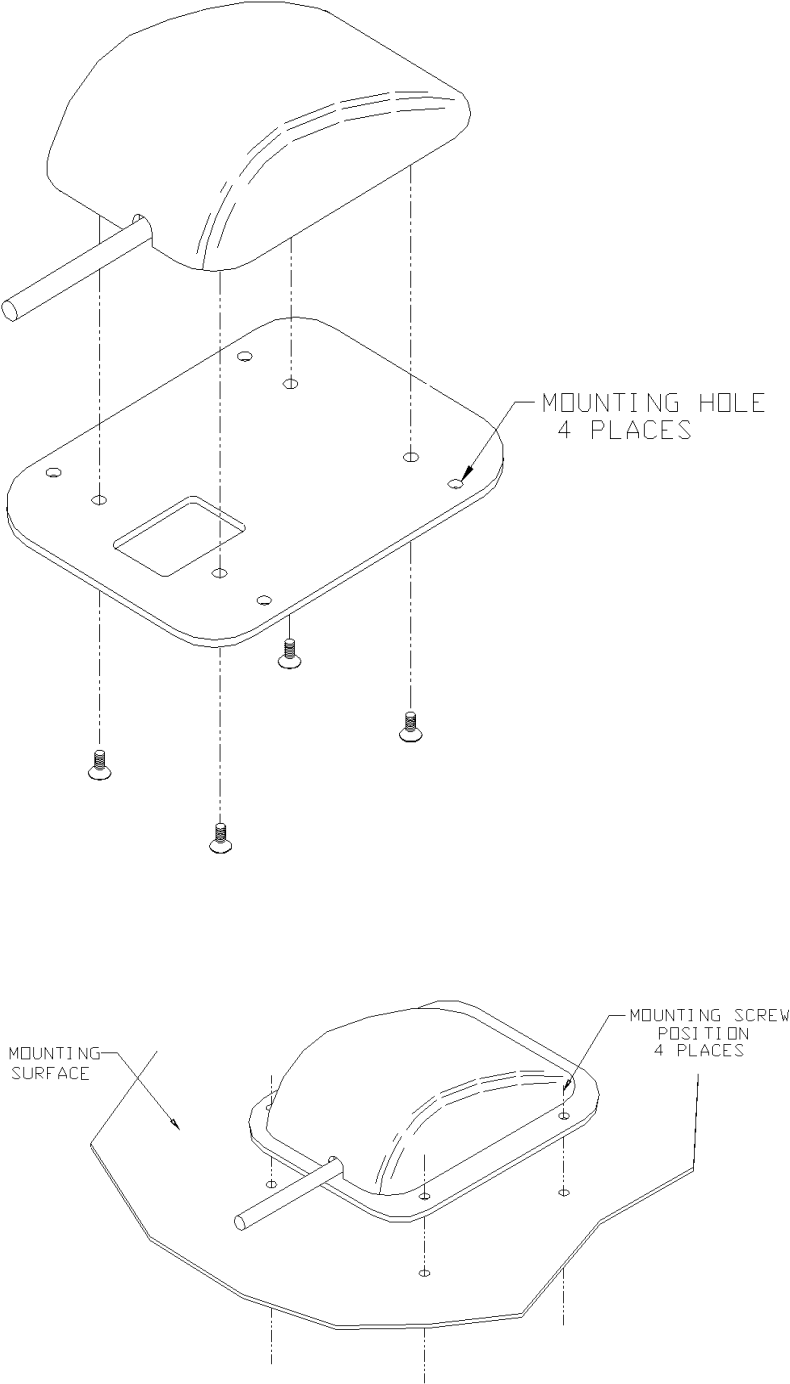 MOUNTING HOLE
4 PLACES
MOUNTING SCREW
POSITION
4 PLACES
MOUNTING
SURFACE